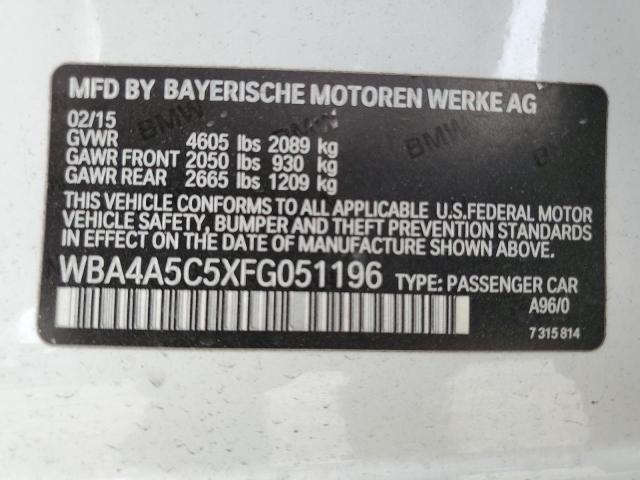 MFD BY BAYERISCHE MOTOREN WERKE AG
02/15
GVWR 4605 lbs 2089 kg
GAWR FRONT 2050 lbs 930 kg
GAWR REAR 2665 lbs 1209 kg
THIS VEHICLE CONFORMS TO ALL APPLICABLE U.S.FEDERAL MOTOR
VEHICLE SAFETY, BUMPER AND THEFT PREVENTION STANDARDS
IN EFFECT ON THE DATE OF MANUFACTURE SHOWN ABOVE.
WBA4A5C5XFG051196 TYPE: PASSENGER CAR
A96/0
7 315 814
BMW
BMW